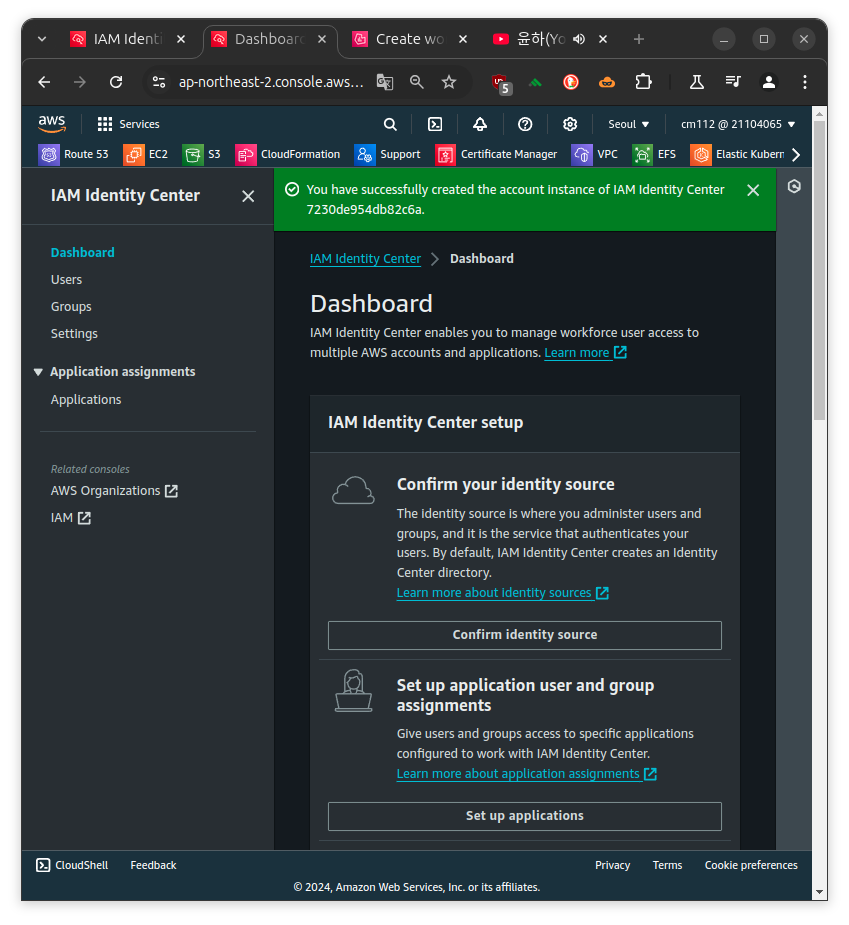 IAM Identi
Dashboard
Create wo
윤하(Yo
ap-northeast-2.console.aws...
5
aws
Services
Seoul
cm112 @ 21104065
Route 53
EC2
S3
CloudFormation
Support
Certificate Manager
VPC
EFS
Elastic Kubern
IAM Identity Center
You have successfully created the account instance of IAM Identity Center
7230de954db82c6a.
Dashboard
Users
Groups
Settings
Application assignments
Applications
Related consoles
AWS Organizations
IAM
IAM Identity Center
Dashboard
Dashboard
IAM Identity Center enables you to manage workforce user access to
multiple AWS accounts and applications. Learn more
IAM Identity Center setup
Confirm your identity source
The identity source is where you administer users and
groups, and it is the service that authenticates your
users. By default, IAM Identity Center creates an Identity
Center directory.
Learn more about identity sources
Confirm identity source
Set up application user and group
assignments
Give users and groups access to specific applications
configured to work with IAM Identity Center.
Learn more about application assignments
Set up applications
CloudShell
Feedback
Privacy
Terms
Cookie preferences
© 2024, Amazon Web Services, Inc. or its affiliates.